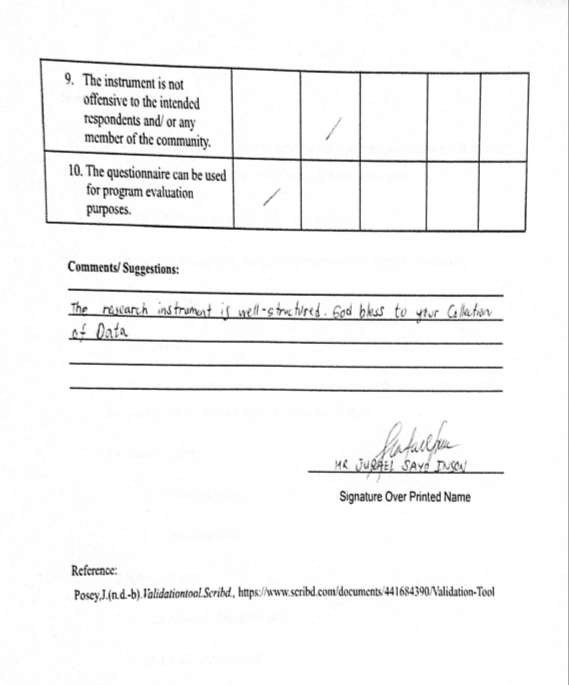 9. The instrument is not
offensive to the intended
respondents and/ or any
member of the community.
/
10. The questionnaire can be used
for program evaluation
purposes.
/
Comments/ Suggestions:
The research instrument is well-structured. God bless to your Collection
of Data
MR JURAEL SAYO INSON
Signature Over Printed Name
Reference:
Posey,J.(n.d.-b).Validationtool.Scribd., https://www.scribd.com/documents/441684390/Validation-Tool